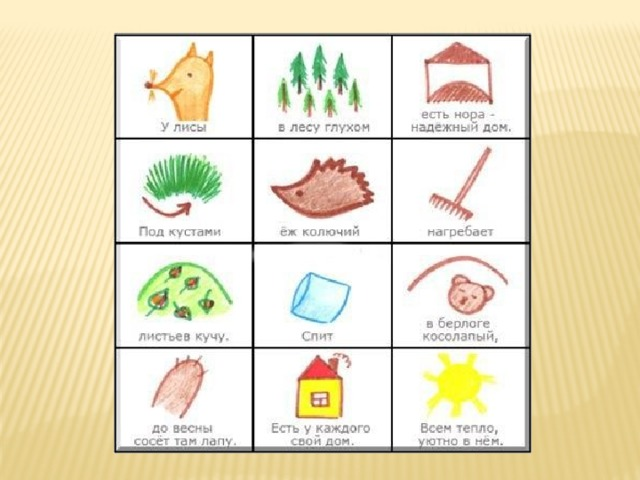 У лисы
в лесу глухом
есть нора -
надёжный дом.
Под кустами
ёж колючий
нагребает
листьев кучу.
Спит
в берлоге
косолапый,
до весны
сосёт там лапу.
Есть у каждого
свой дом.
Всем тепло,
уютно в нём.